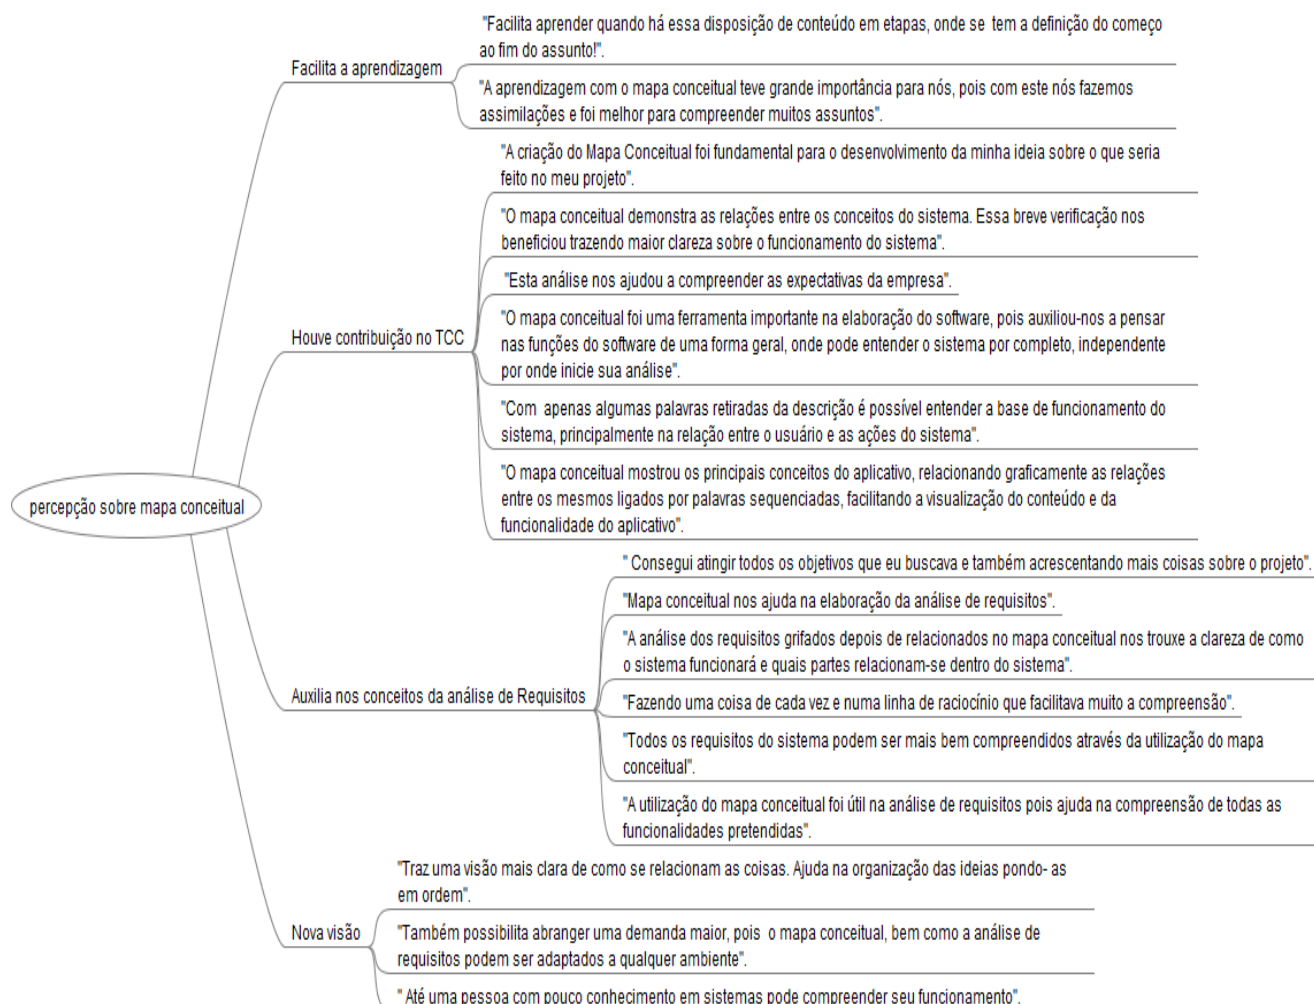 "Facilita aprender quando há essa disposição de conteúdo em etapas, onde se  tem a definição do começo
ao fim do assunto!".
Facilita a aprendizagem
"A aprendizagem com o mapa conceitual teve grande importância para nós, pois com este nós fazemos
assimilações e foi melhor para compreender muitos assuntos".
"A criação do Mapa Conceitual foi fundamental para o desenvolvimento da minha ideia sobre o que seria
feito no meu projeto".
"O mapa conceitual demonstra as relações entre os conceitos do sistema. Essa breve verificação nos
beneficiou trazendo maior clareza sobre o funcionamento do sistema".
"Esta análise nos ajudou a compreender as expectativas da empresa".
Houve contribuição no TCC
"O mapa conceitual foi uma ferramenta importante na elaboração do software, pois auxiliou-nos a pensar
nas funções do software de uma forma geral, onde pode entender o sistema por completo, independente
por onde inicie sua análise".
"Com  apenas algumas palavras retiradas da descrição é possível entender a base de funcionamento do
sistema, principalmente na relação entre o usuário e as ações do sistema".
"O mapa conceitual mostrou os principais conceitos do aplicativo, relacionando graficamente as relações
entre os mesmos ligados por palavras sequenciadas, facilitando a visualização do conteúdo e da
funcionalidade do aplicativo".
percepção sobre mapa conceitual
" Consegui atingir todos os objetivos que eu buscava e também acrescentando mais coisas sobre o projeto".
"Mapa conceitual nos ajuda na elaboração da análise de requisitos".
"A análise dos requisitos grifados depois de relacionados no mapa conceitual nos trouxe a clareza de como
o sistema funcionará e quais partes relacionam-se dentro do sistema".
Auxilia nos conceitos da análise de Requisitos
"Fazendo uma coisa de cada vez e numa linha de raciocínio que facilitava muito a compreensão".
"Todos os requisitos do sistema podem ser mais bem compreendidos através da utilização do mapa
conceitual".
"A utilização do mapa conceitual foi útil na análise de requisitos pois ajuda na compreensão de todas as
funcionalidades pretendidas".
"Traz uma visão mais clara de como se relacionam as coisas. Ajuda na organização das ideias pondo- as
em ordem".
Nova visão
"Também possibilita abranger uma demanda maior, pois  o mapa conceitual, bem como a análise de
requisitos podem ser adaptados a qualquer ambiente".
" Até uma pessoa com pouco conhecimento em sistemas pode compreender seu funcionamento".